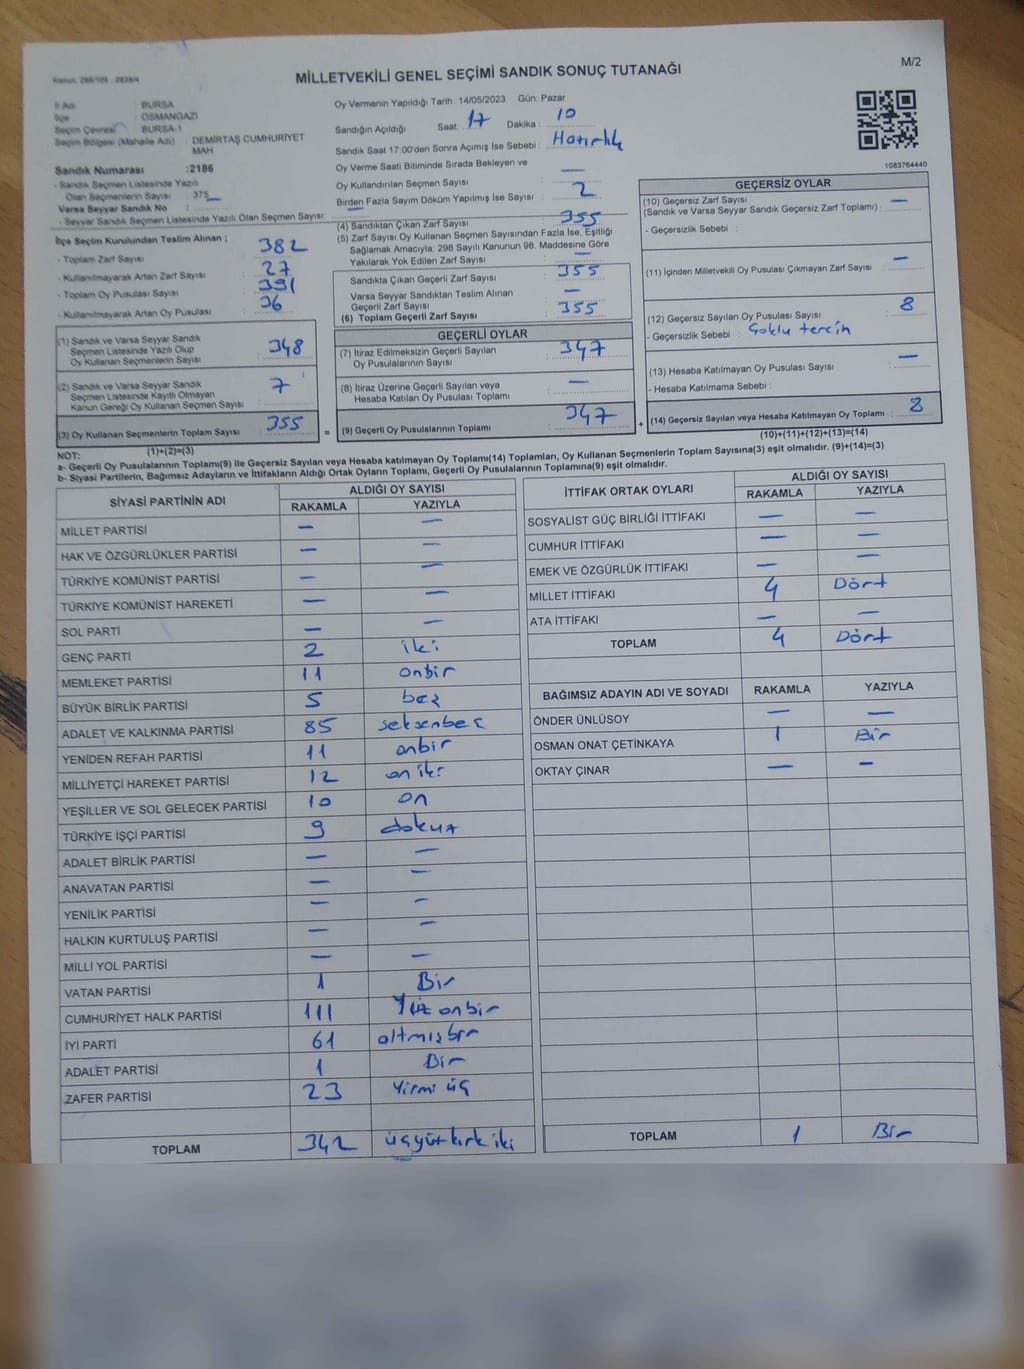 MİLLETVEKİLİ GENEL SEÇİMİ SANDIK SONUÇ TUTANAĞI
M/2
İl Adı : BURSA
İlçe : OSMANGAZİ
Seçim Çevresi : BURSA-1
Seçim Bölgesi (Mahalle Adı) : DEMİRTAŞ CUMHURİYET MAH
Sandık Numarası :2186
- Sandık Seçmen Listesinde Yazılı
Olan Seçmenlerin Sayısı : 375
Varsa Seyyar Sandık No :
- Seyyar Sandık Seçmen Listesinde Yazılı Olan Seçmen Sayısı:
Oy Vermenin Yapıldığı Tarih :14/05/2023 Gün: Pazar
Sandığın Açıldığı Saat: 17 Dakika : 10
Sandık Saat 17:00'den Sonra Açımış İse Sebebi : Hazırlık
Oy Verme Saati Bitiminde Sırada Bekleyen ve
Oy Kullandırılan Seçmen Sayısı : —
Birden Fazla Sayım Döküm Yapılmış İse Sayısı : 2
1083764440
İlçe Seçim Kurulundan Teslim Alınan ;
- Toplam Zarf Sayısı : 382
- Kullanılmayarak Artan Zarf Sayısı : 27
- Toplam Oy Pusulası Sayısı : 391
- Kullanılmayarak Artan Oy Pusulası : 36
(1) Sandık ve Varsa Seyyar Sandık
Seçmen Listesinde Yazılı Olup
Oy Kullanan Seçmenlerin Sayısı : 348
(2) Sandık ve Varsa Seyyar Sandık
Seçmen Listesinde Kayıtlı Olmayan
Kanun Gereği Oy Kullanan Seçmen Sayısı : 7
(3) Oy Kullanan Seçmenlerin Toplam Sayısı : 355
(1)+(2)=(3)
(4) Sandıktan Çıkan Zarf Sayısı : 355
(5) Zarf Sayısı Oy Kullanan Seçmen Sayısından Fazla İse, Eşitliği
Sağlamak Amacıyla; 298 Sayılı Kanunun 98. Maddesine Göre
Yakılarak Yok Edilen Zarf Sayısı : —
Sandıkta Çıkan Geçerli Zarf Sayısı : 355
Varsa Seyyar Sandıktan Teslim Alınan
Geçerli Zarf Sayısı : —
(6) Toplam Geçerli Zarf Sayısı : 355
GEÇERLİ OYLAR
(7) İtiraz Edilmeksizin Geçerli Sayılan
Oy Pusulalarının Sayısı : 347
(8) İtiraz Üzerine Geçerli Sayılan veya
Hesaba Katılan Oy Pusulası Toplamı : —
= (9) Geçerli Oy Pusulalarının Toplamı : 347
GEÇERSİZ OYLAR
(10) Geçersiz Zarf Sayısı
(Sandık ve Varsa Seyyar Sandık Geçersiz Zarf Toplamı) : —
- Geçersizlik Sebebi :
(11) İçinden Milletvekili Oy Pusulası Çıkmayan Zarf Sayısı : —
(12) Geçersiz Sayılan Oy Pusulası Sayısı : 8
- Geçersizlik Sebebi : Çoklu tercih
(13) Hesaba Katılmayan Oy Pusulası Sayısı : —
- Hesaba Katılmama Sebebi :
+ (14) Geçersiz Sayılan veya Hesaba Katılmayan Oy Toplamı : 8
(10)+(11)+(12)+(13)=(14)
NOT:
a- Geçerli Oy Pusulalarının Toplamı(9) ile Geçersiz Sayılan veya Hesaba katılmayan Oy Toplamı(14) Toplamları, Oy Kullanan Seçmenlerin Toplam Sayısına(3) eşit olmalıdır. (9)+(14)=(3)
b- Siyasi Partilerin, Bağımsız Adayların ve İttifakların Aldığı Ortak Oyların Toplamı, Geçerli Oy Pusulalarının Toplamına(9) eşit olmalıdır.
SİYASİ PARTİNİN ADI ALDIĞI OY SAYISI
RAKAMLA YAZIYLA
MİLLET PARTİSİ — —
HAK VE ÖZGÜRLÜKLER PARTİSİ — —
TÜRKİYE KOMÜNİST PARTİSİ — —
TÜRKİYE KOMÜNİST HAREKETİ — —
SOL PARTİ — —
GENÇ PARTİ 2 iki
MEMLEKET PARTİSİ 11 onbir
BÜYÜK BİRLİK PARTİSİ 5 beş
ADALET VE KALKINMA PARTİSİ 85 seksenbeş
YENİDEN REFAH PARTİSİ 11 onbir
MİLLİYETÇİ HAREKET PARTİSİ 12 on iki
YEŞİLLER VE SOL GELECEK PARTİSİ 10 on
TÜRKİYE İŞÇİ PARTİSİ 9 dokuz
ADALET BİRLİK PARTİSİ — —
ANAVATAN PARTİSİ — —
YENİLİK PARTİSİ — —
HALKIN KURTULUŞ PARTİSİ — —
MİLLİ YOL PARTİSİ — —
VATAN PARTİSİ 1 Bir
CUMHURİYET HALK PARTİSİ 111 Yüz onbir
İYİ PARTİ 61 altmışbir
ADALET PARTİSİ 1 Bir
ZAFER PARTİSİ 23 Yirmi üç
TOPLAM 342 üçyüzkırk iki
İTTİFAK ORTAK OYLARI ALDIĞI OY SAYISI
RAKAMLA YAZIYLA
SOSYALİST GÜÇ BİRLİĞİ İTTİFAKI — —
CUMHUR İTTİFAKI — —
EMEK VE ÖZGÜRLÜK İTTİFAKI — —
MİLLET İTTİFAKI 4 Dört
ATA İTTİFAKI — —
TOPLAM 4 Dört
BAĞIMSIZ ADAYIN ADI VE SOYADI RAKAMLA YAZIYLA
ÖNDER ÜNLÜSOY — —
OSMAN ONAT ÇETİNKAYA 1 Bir
OKTAY ÇINAR — —
TOPLAM 1 Bir